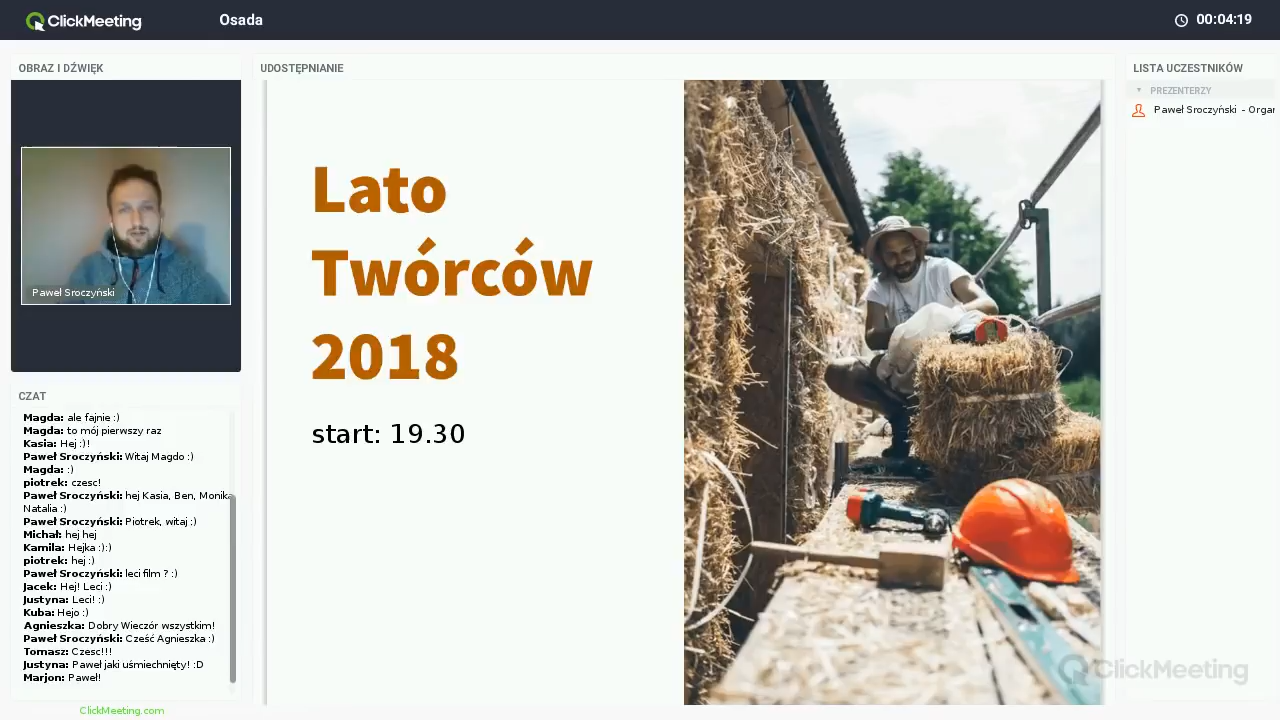 ClickMeeting
Osada
00:04:19
OBRAZ I DŹWIĘK
Paweł Sroczyński
CZAT
Magda: ale fajnie :)
Magda: to mój pierwszy raz
Kasia: Hej :)!
Paweł Sroczyński: Witaj Magdo :)
Magda: :)
piotrek: czesc!
Paweł Sroczyński: hej Kasia, Ben, Monika
Natalia :)
Paweł Sroczyński: Piotrek, witaj :)
Michał: hej hej
Kamila: Hejka :):)
piotrek: hej :)
Paweł Sroczyński: leci film ? :)
Jacek: Hej! Leci :)
Justyna: Leci! :)
Kuba: Hejo :)
Agnieszka: Dobry Wieczór wszystkim!
Paweł Sroczyński: Cześć Agnieszka :)
Tomasz: Czesc!!!
Justyna: Paweł jaki uśmiechnięty! :D
Marjon: Paweł!
ClickMeeting.com
UDOSTĘPNIANIE
Lato
Twórców
2018
start: 19.30
ClickMeeting
LISTA UCZESTNIKÓW
PREZENTERZY
Paweł Sroczyński - Organ